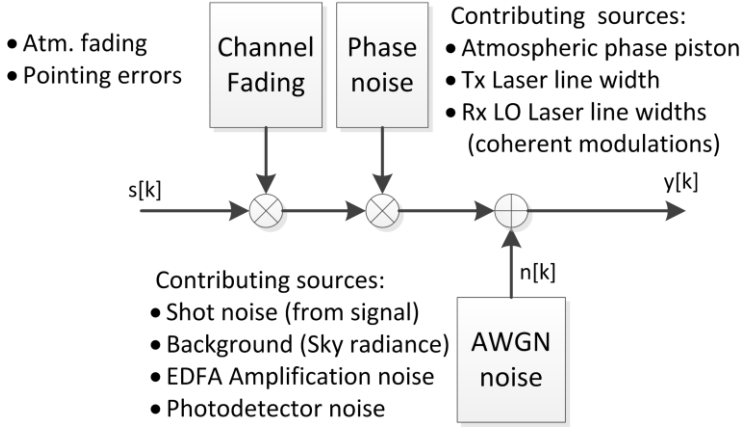 • Atm. fading
• Pointing errors
Channel
Fading
Phase
noise
Contributing sources:
• Atmospheric phase piston
• Tx Laser line width
• Rx LO Laser line widths
(coherent modulations)
s[k]
y[k]
n[k]
Contributing sources:
• Shot noise (from signal)
• Background (Sky radiance)
• EDFA Amplification noise
• Photodetector noise
AWGN
noise